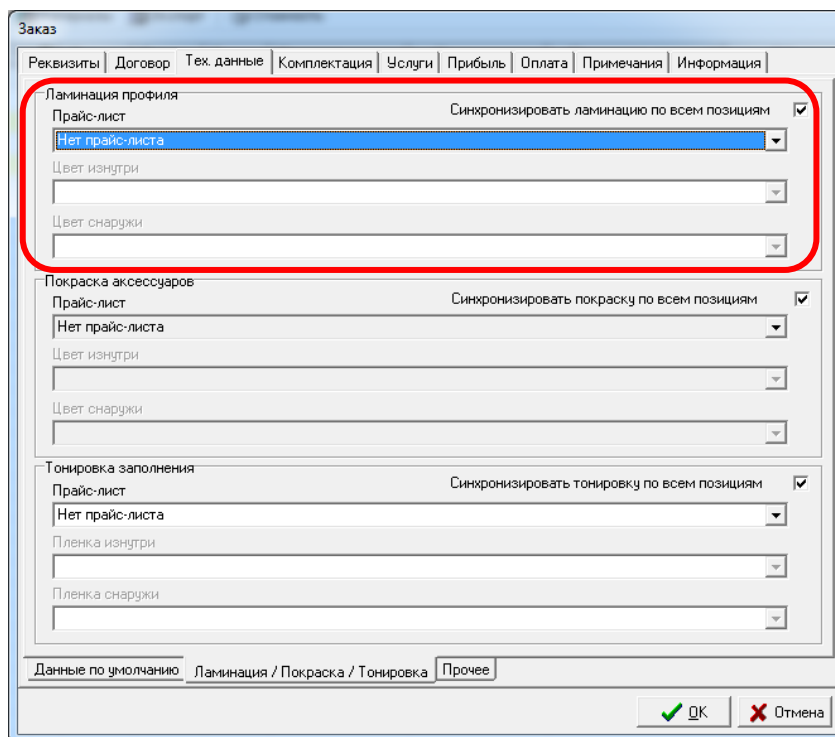 Заказ
Реквизиты Договор Тех. данные Комплектация Услуги Прибыль Оплата Примечания Информация
Ламинация профиля
Прайс-лист Синхронизировать ламинацию по всем позициям
Нет прайс-листа
Цвет изнутри
Цвет снаружи
Покраска аксессуаров
Прайс-лист Синхронизировать покраску по всем позициям
Нет прайс-листа
Цвет изнутри
Цвет снаружи
Тонировка заполнения
Прайс-лист Синхронизировать тонировку по всем позициям
Нет прайс-листа
Пленка изнутри
Пленка снаружи
Данные по умолчанию Ламинация / Покраска / Тонировка Прочее
OK Отмена